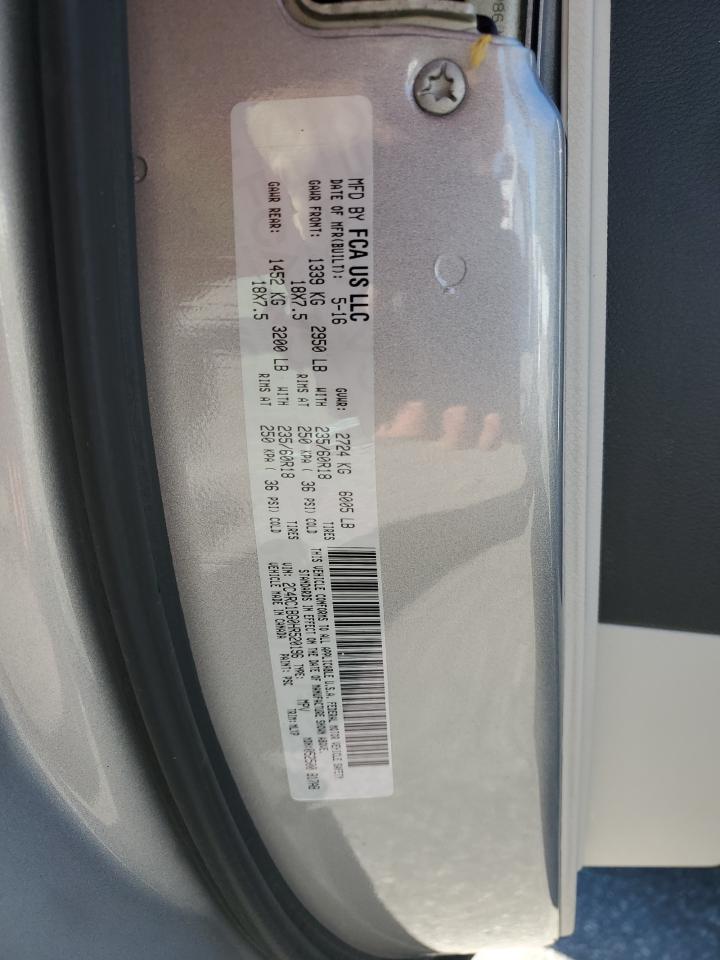 MFD BY FCA US LLC
DATE OF MFR(BUILT): 5-16 GVWR: 2724 KG 6005 LB
GAWR FRONT: 1339 KG 2950 LB WITH 235/60R18 TIRES
18X7.5 RIMS AT 250 KPA ( 36 PSI) COLD
GAWR REAR: 1452 KG 3200 LB WITH 235/60R18 TIRES
18X7.5 RIMS AT 250 KPA ( 36 PSI) COLD
THIS VEHICLE CONFORMS TO ALL APPLICABLE U.S.A. FEDERAL MOTOR VEHICLE SAFETY
STANDARDS IN EFFECT ON THE DATE OF MANUFACTURE SHOWN ABOVE.
VIN: 2C4RC1BG0HR520196 TYPE: MPV
VEHICLE MADE IN CANADA PAINT: PSC